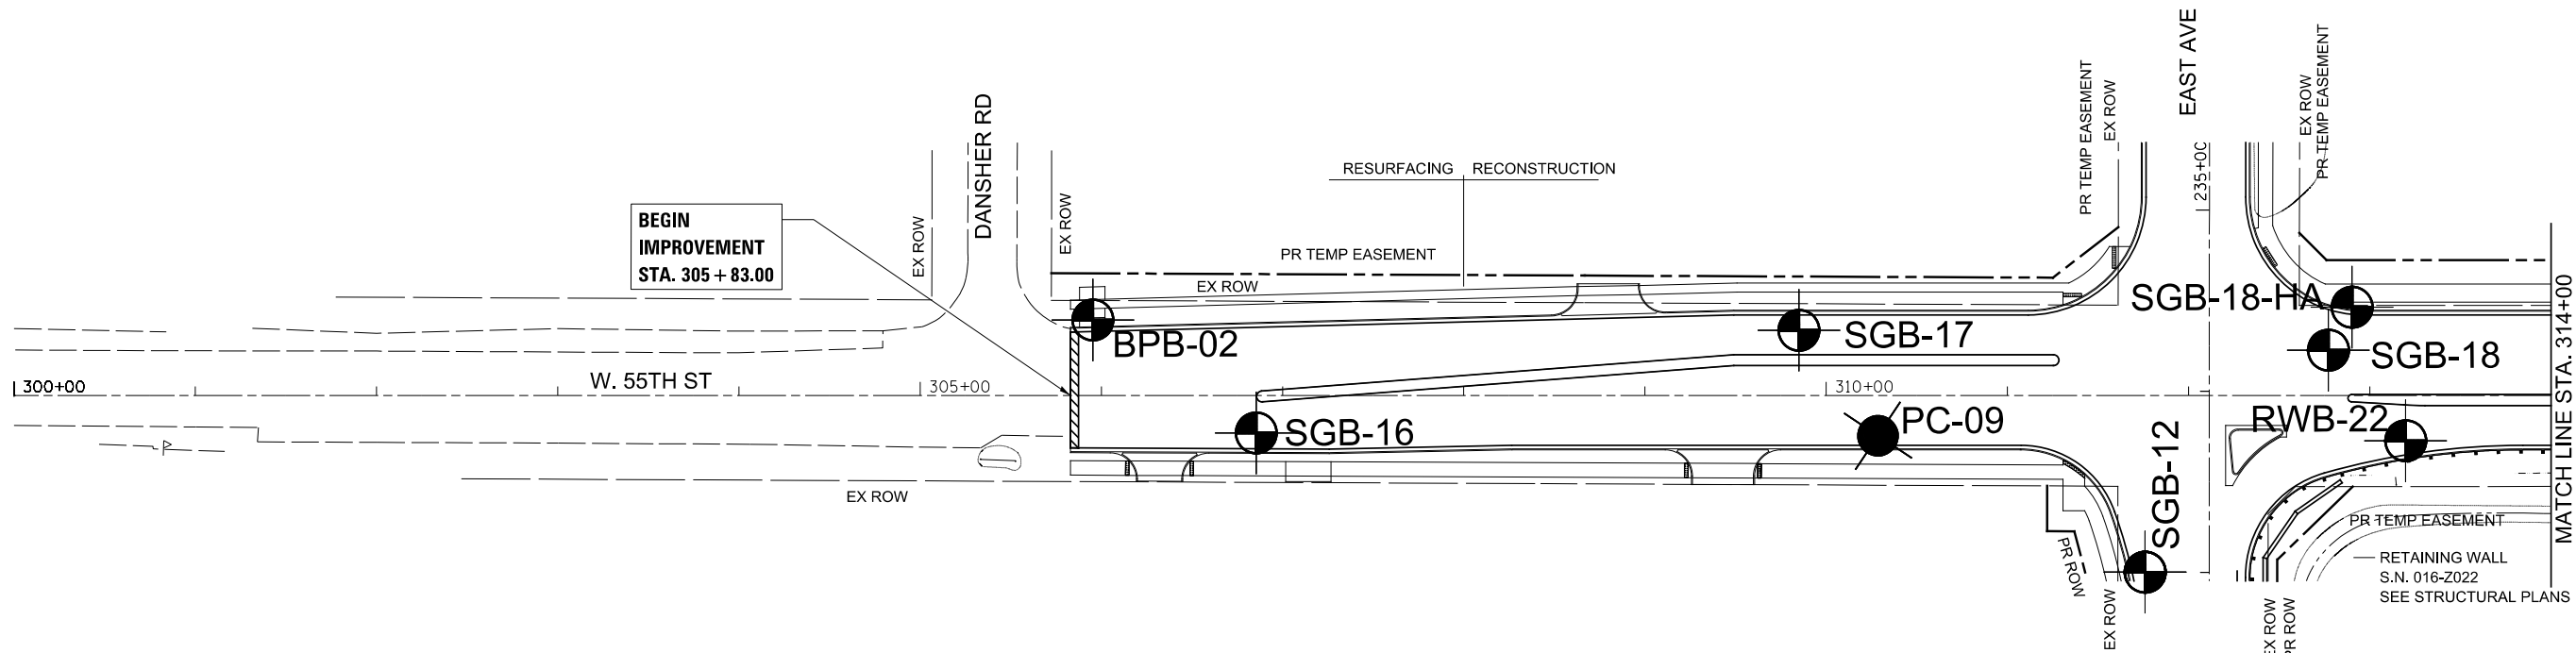 EAST AVE
DANSHER RD
EX ROW
EX ROW
RESURFACING
RECONSTRUCTION
PR TEMP EASEMENT
EX ROW
EX ROW
PR TEMP EASEMENT
235+00
BEGIN
IMPROVEMENT
STA. 305 + 83.00
PR TEMP EASEMENT
EX ROW
BPB-02
SGB-17
SGB-18-HA
SGB-18
300+00
W. 55TH ST
305+00
310+00
MATCH LINE STA. 314+00
SGB-16
PC-09
RWB-22
SGB-12
EX ROW
PR ROW
EX ROW
PR TEMP EASEMENT
RETAINING WALL
S.N. 016-Z022
SEE STRUCTURAL PLANS
EX ROW
PR ROW